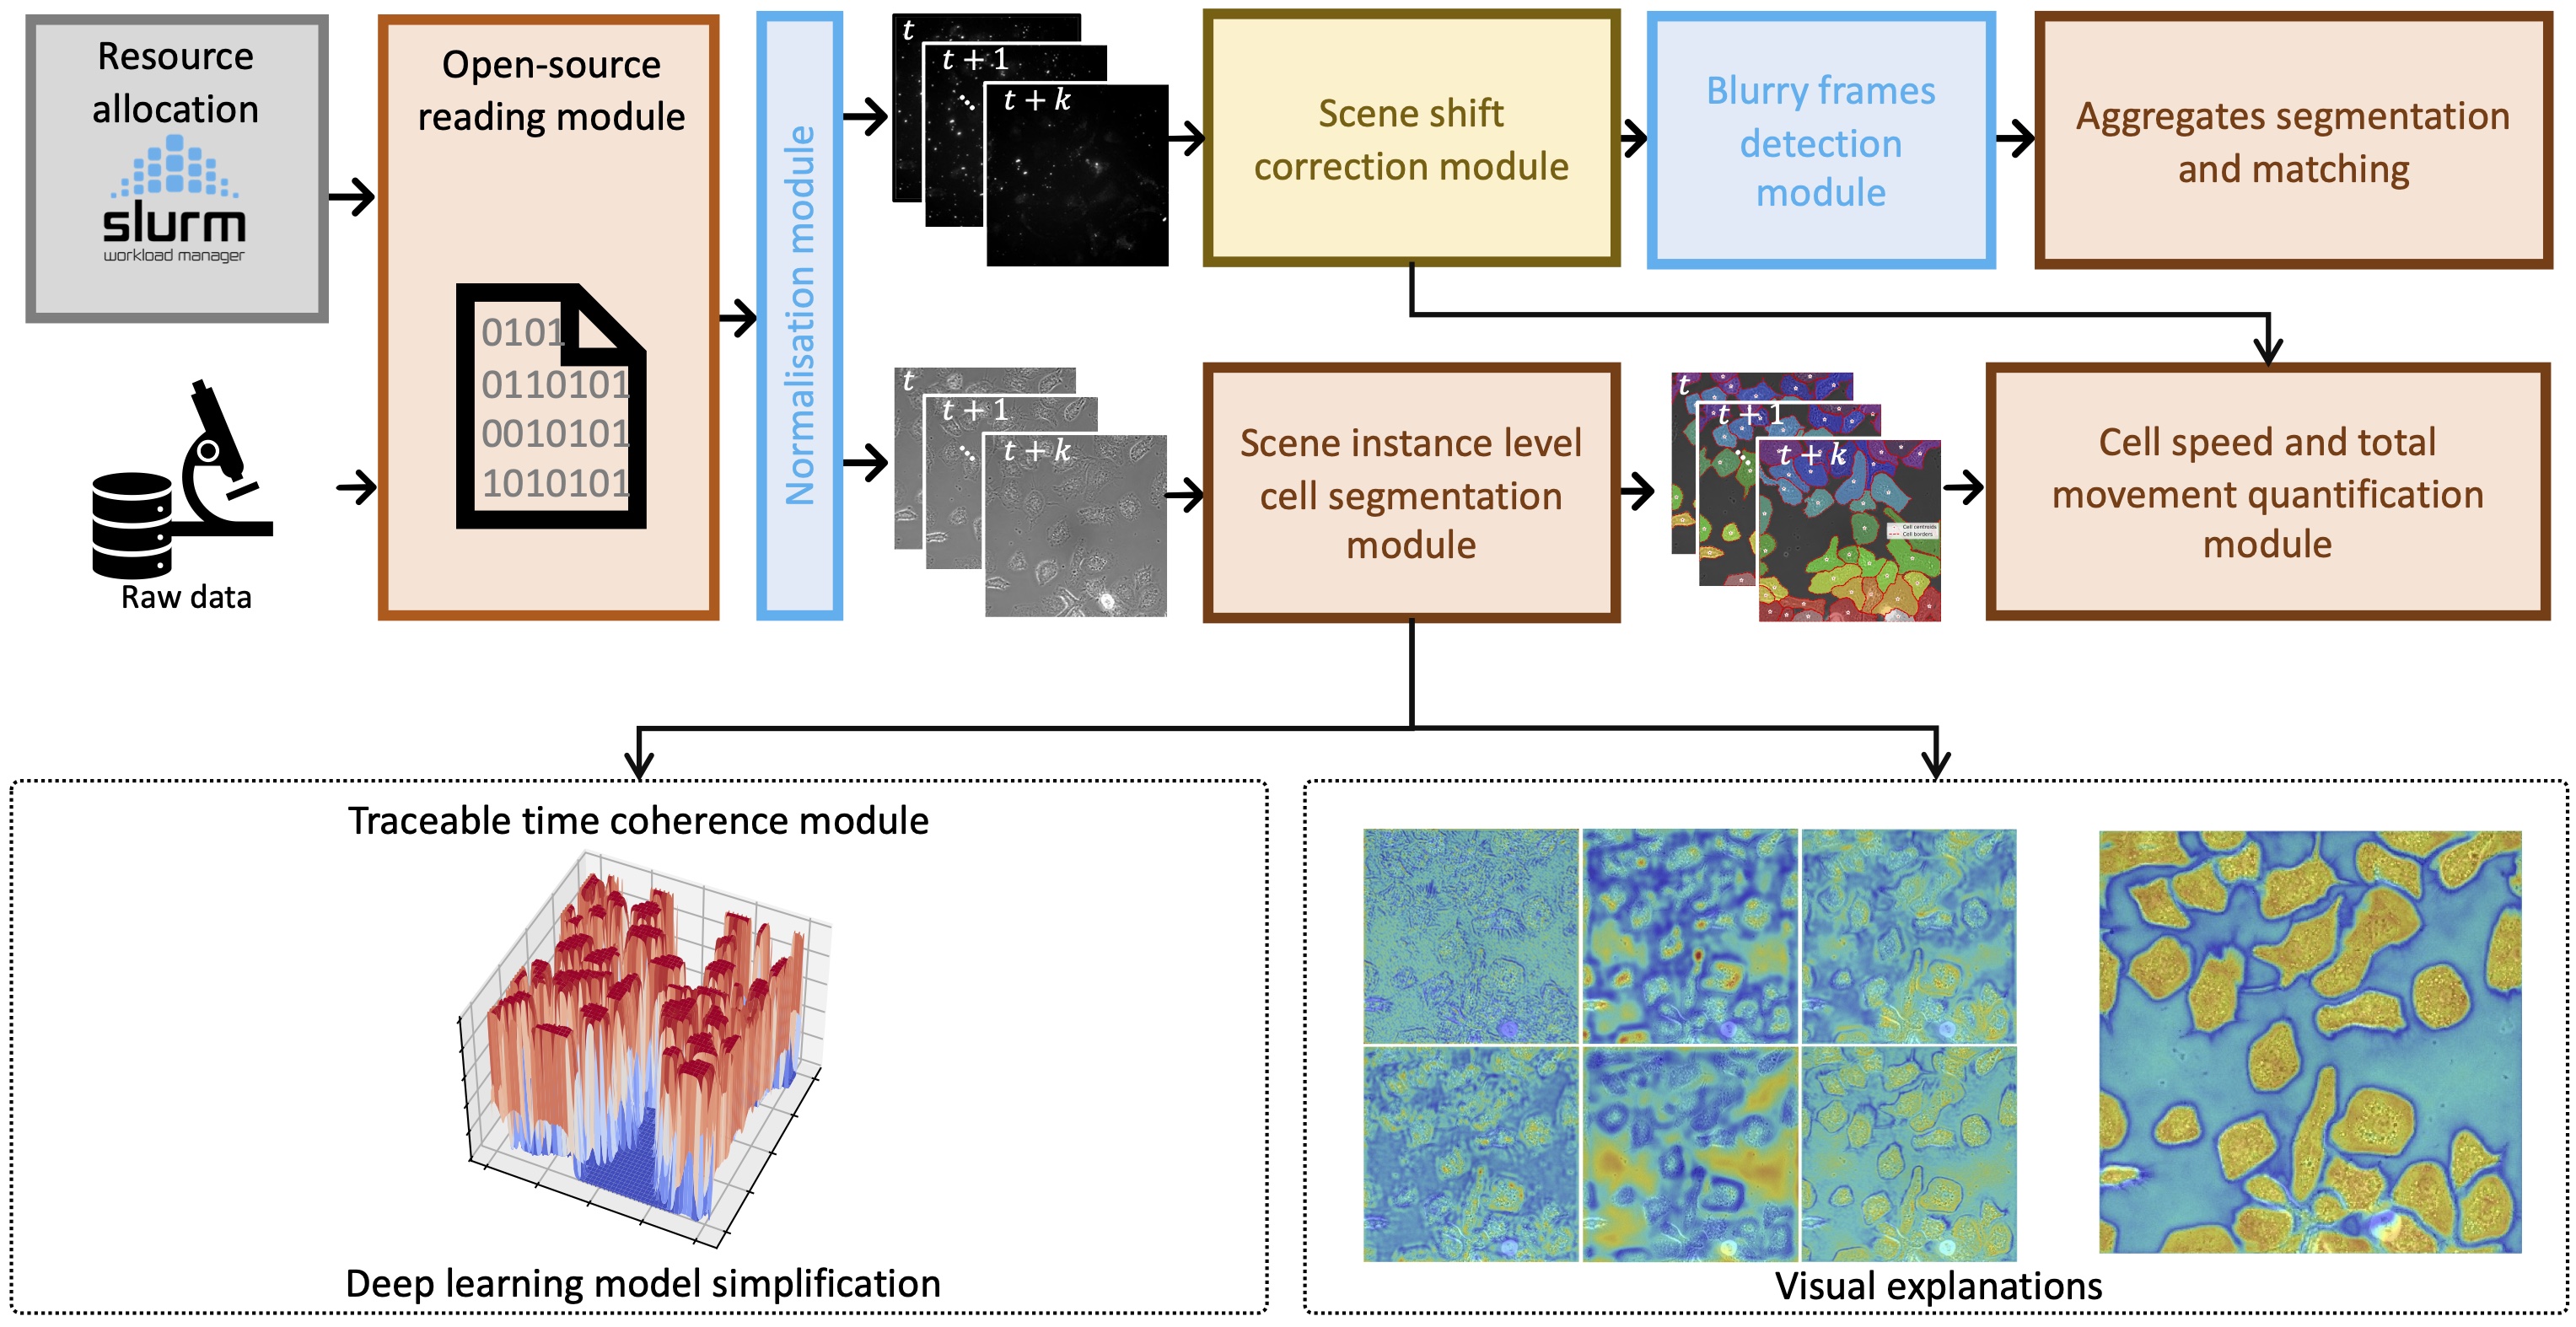 Resource
allocation
slurm
workload manager
Raw data
Open-source
reading module
0101
0110101
0010101
1010101
Normalisation module
t
t + 1
t + k
Scene shift
correction module
Blurry frames
detection
module
Aggregates segmentation
and matching
t
t + 1
t + k
Scene instance level
cell segmentation
module
t
t + 1
t + k
Cell centroids
Cell borders
Cell speed and total
movement quantification
module
Traceable time coherence module
Deep learning model simplification
Visual explanations